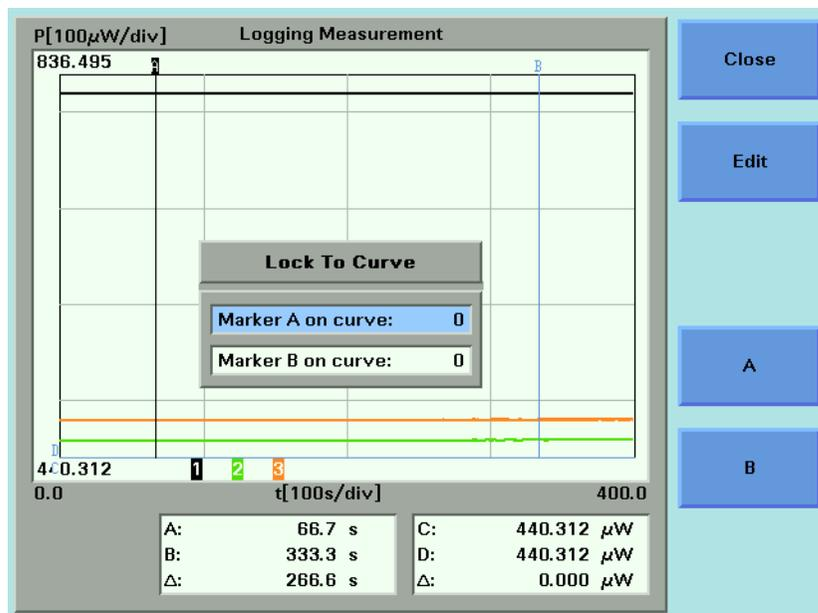 P[100µW/div] Logging Measurement
836.495 A B
Close
Edit
Lock To Curve
Marker A on curve: 0
Marker B on curve: 0
A
B
D
C
440.312 1 2 3
0.0 t[100s/div] 400.0
A: 66.7 s C: 440.312 µW
B: 333.3 s D: 440.312 µW
Δ: 266.6 s Δ: 0.000 µW